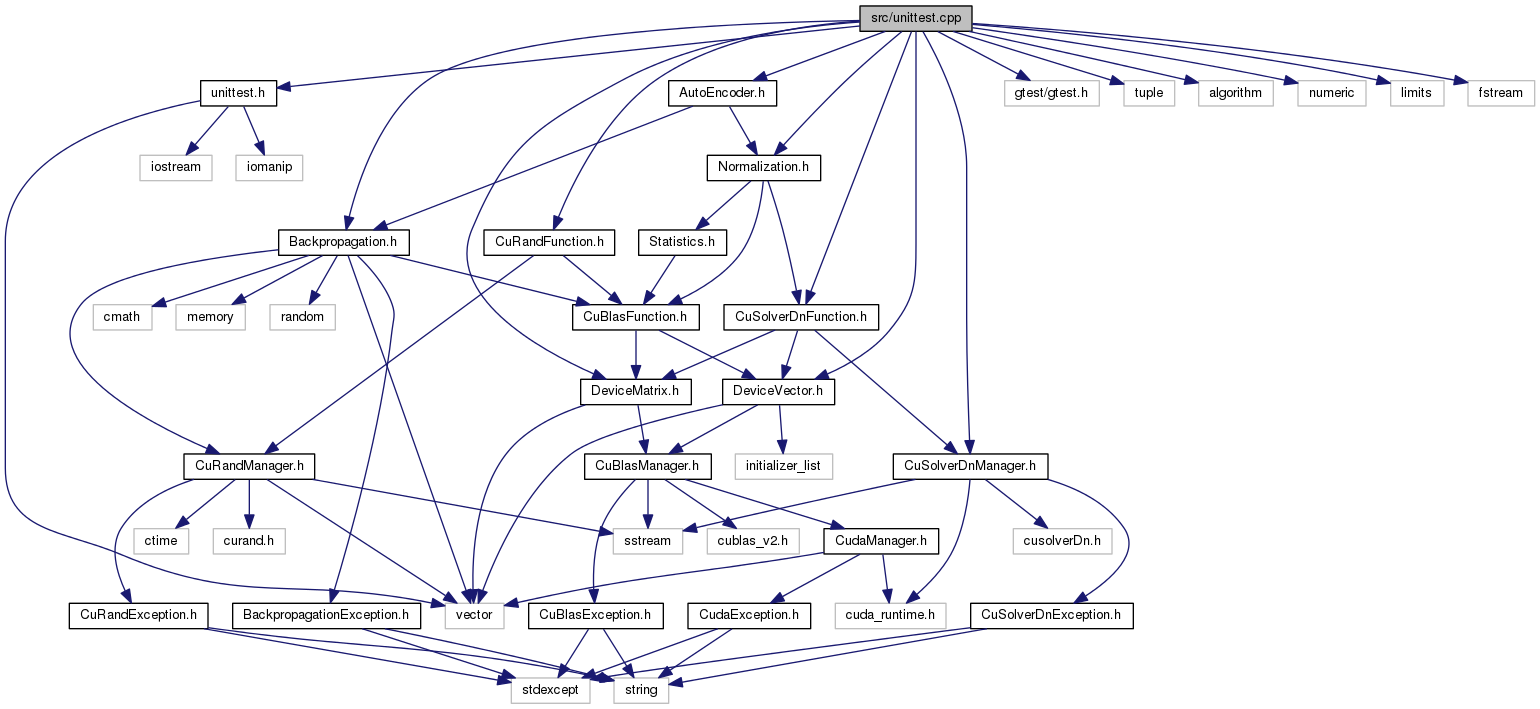 src/unittest.cpp
unittest.h
AutoEncoder.h
gtest/gtest.h
tuple
algorithm
numeric
limits
fstream
iostream
iomanip
Normalization.h
Backpropagation.h
CuRandFunction.h
Statistics.h
cmath
memory
random
CuBlasFunction.h
CuSolverDnFunction.h
DeviceMatrix.h
DeviceVector.h
CuRandManager.h
CuBlasManager.h
initializer_list
CuSolverDnManager.h
ctime
curand.h
sstream
cublas_v2.h
CudaManager.h
cusolverDn.h
CuRandException.h
BackpropagationException.h
vector
CuBlasException.h
CudaException.h
cuda_runtime.h
CuSolverDnException.h
stdexcept
string